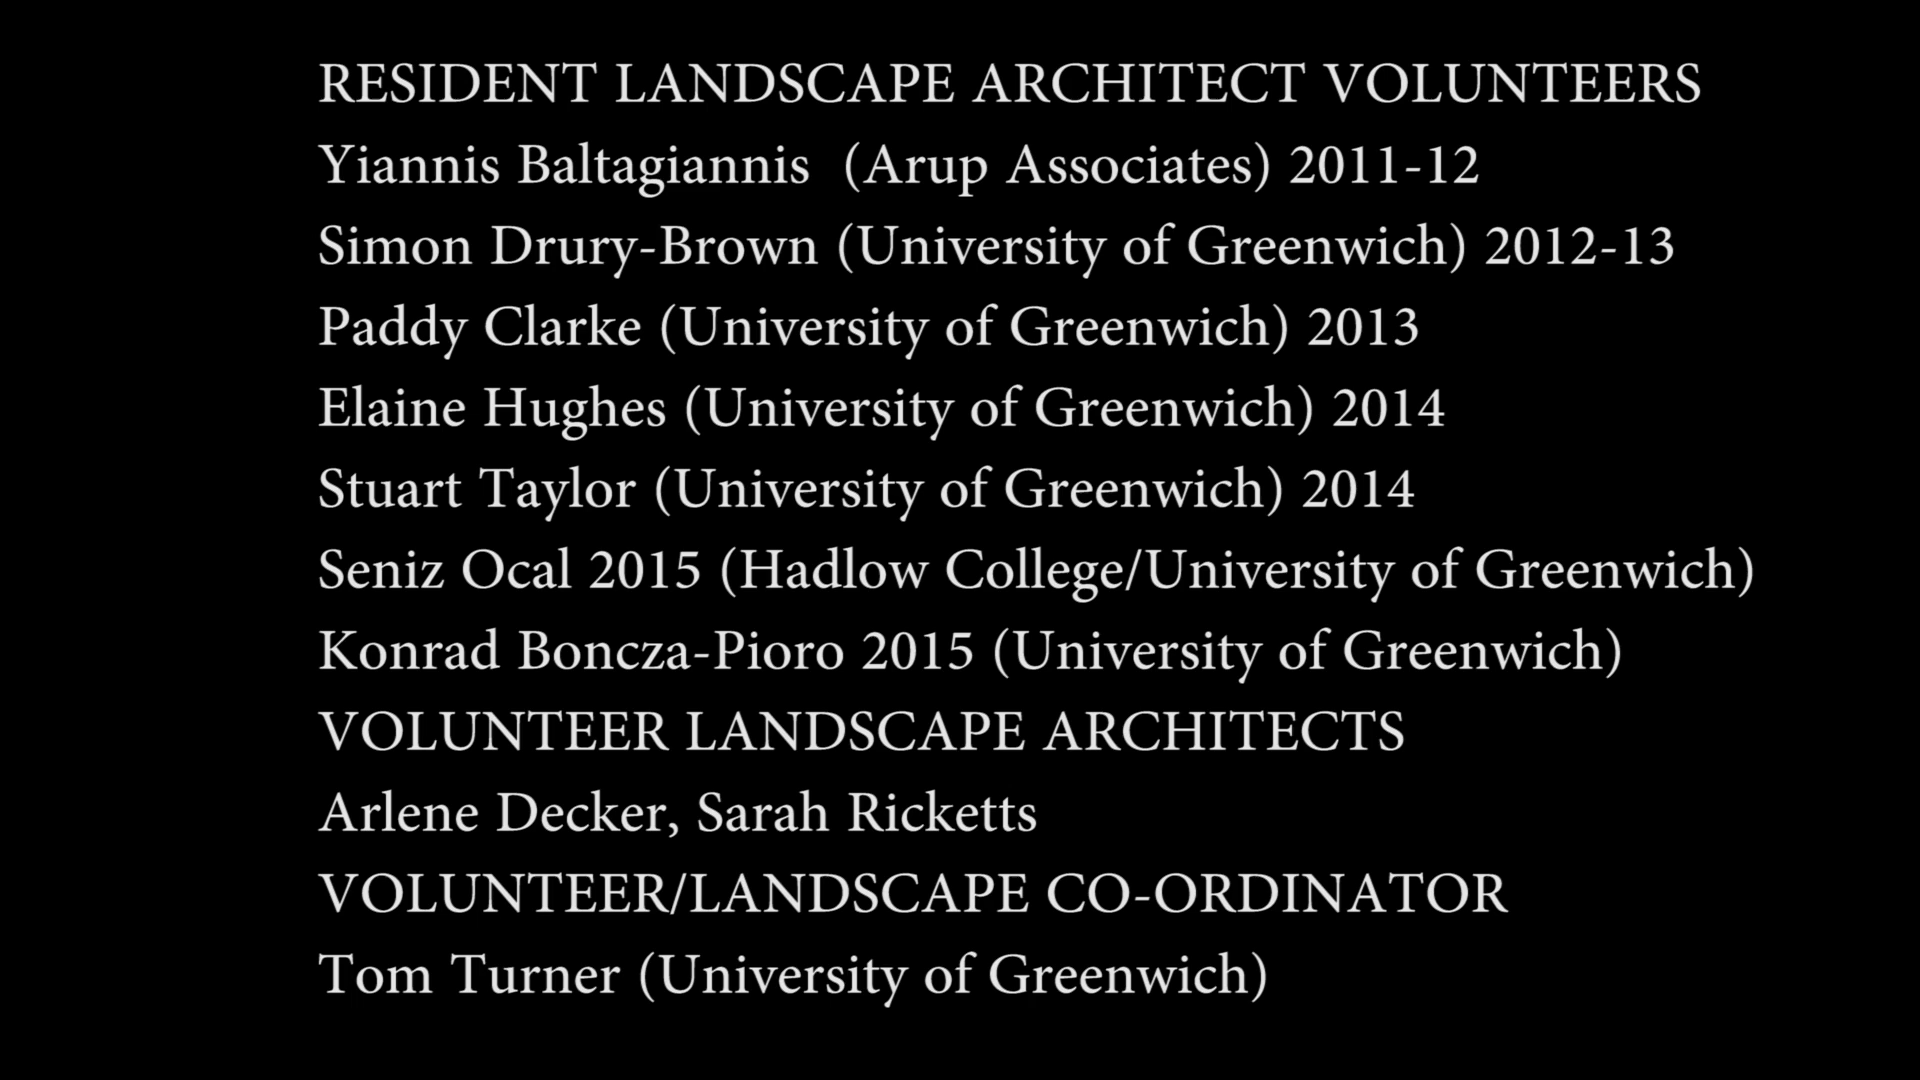 RESIDENT LANDSCAPE ARCHITECT VOLUNTEERS
Yiannis Baltagiannis  (Arup Associates) 2011-12
Simon Drury-Brown (University of Greenwich) 2012-13
Paddy Clarke (University of Greenwich) 2013
Elaine Hughes (University of Greenwich) 2014
Stuart Taylor (University of Greenwich) 2014
Seniz Ocal 2015 (Hadlow College/University of Greenwich)
Konrad Boncza-Pioro 2015 (University of Greenwich)
VOLUNTEER LANDSCAPE ARCHITECTS
Arlene Decker, Sarah Ricketts
VOLUNTEER/LANDSCAPE CO-ORDINATOR
Tom Turner (University of Greenwich)